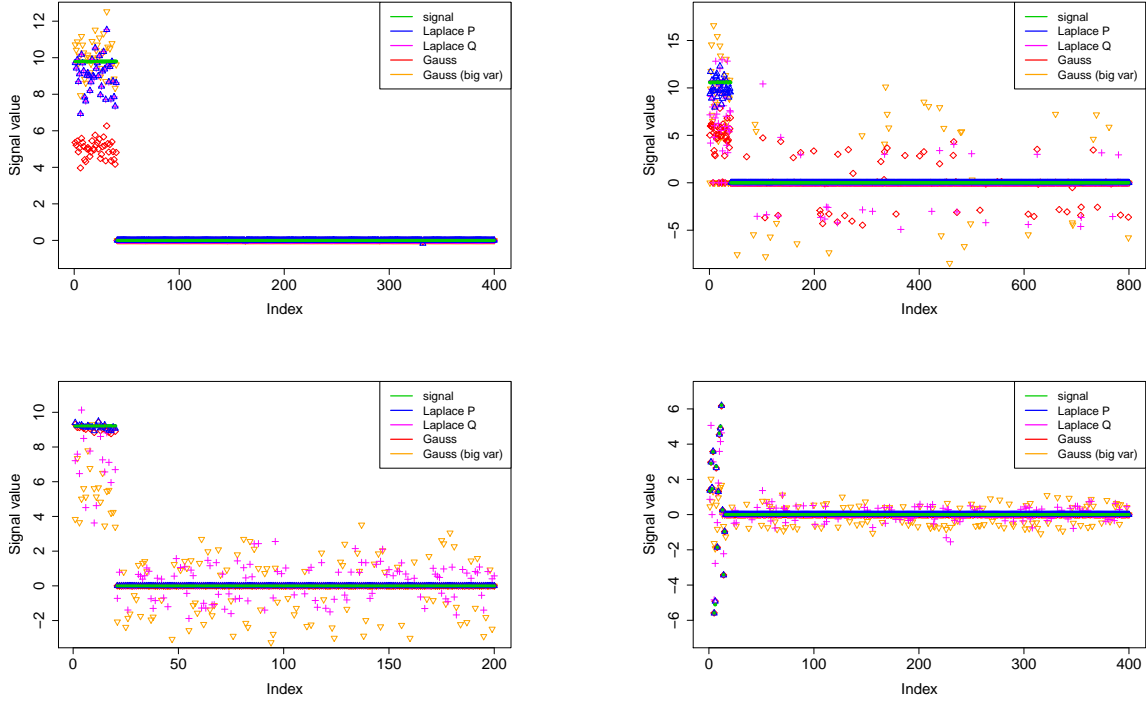 signal
Laplace P
Laplace Q
Gauss
Gauss (big var)
Signal value
12
10
8
6
4
2
0
0 100 200 300 400
Index
signal
Laplace P
Laplace Q
Gauss
Gauss (big var)
Signal value
15
10
5
0
−5
0 200 400 600 800
Index
signal
Laplace P
Laplace Q
Gauss
Gauss (big var)
Signal value
10
8
6
4
2
0
−2
0 50 100 150 200
Index
signal
Laplace P
Laplace Q
Gauss
Gauss (big var)
Signal value
6
4
2
0
−2
−4
−6
0 100 200 300 400
Index